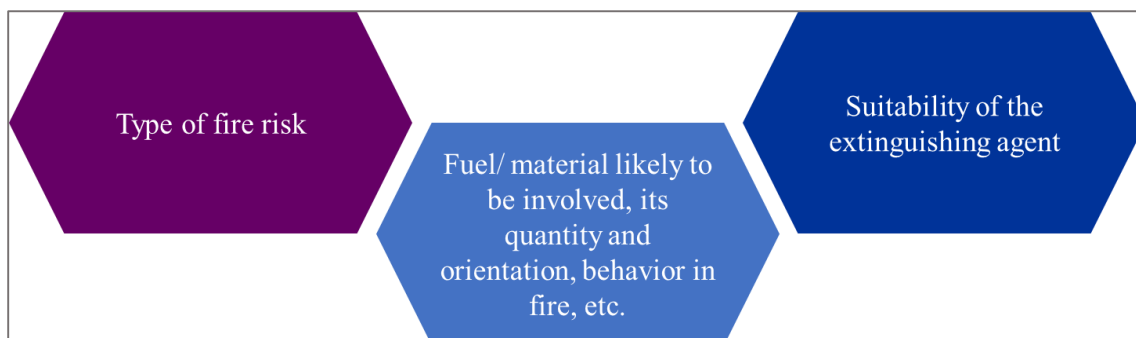 Type of fire risk
Fuel/ material likely to
be involved, its
quantity and
orientation, behavior in
fire, etc.
Suitability of the
extinguishing agent